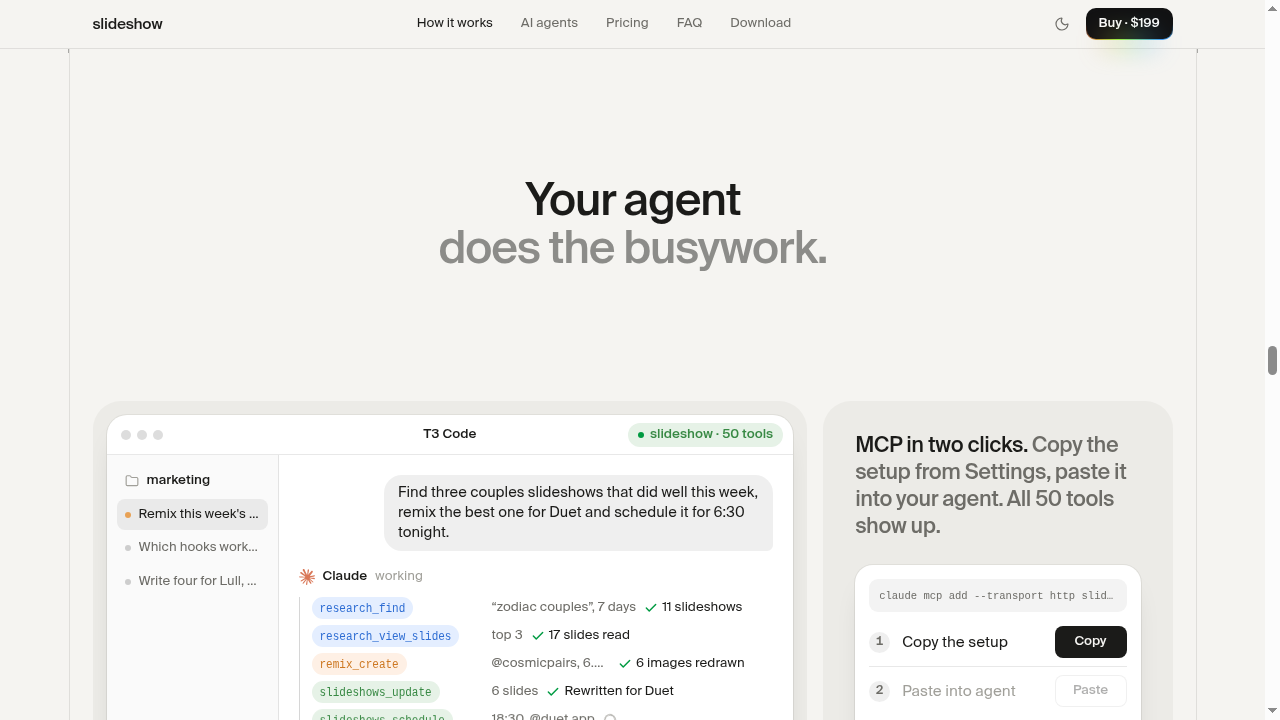 slideshow
How it works
AI agents
Pricing
FAQ
Download
Buy · $199
Your agent
does the busywork.
T3 Code
slideshow · 50 tools
marketing
Remix this week's ...
Which hooks work...
Write four for Lull, ...
Find three couples slideshows that did well this week,
remix the best one for Duet and schedule it for 6:30
tonight.
Claude working
research_find “zodiac couples”, 7 days 11 slideshows
research_view_slides top 3 17 slides read
remix_create @cosmicpairs, 6.... 6 images redrawn
slideshows_update 6 slides Rewritten for Duet
slideshows_schedule 18:30, @duet.app
MCP in two clicks. Copy the
setup from Settings, paste it
into your agent. All 50 tools
show up.
claude mcp add --transport http slid…
1 Copy the setup Copy
2 Paste into agent Paste